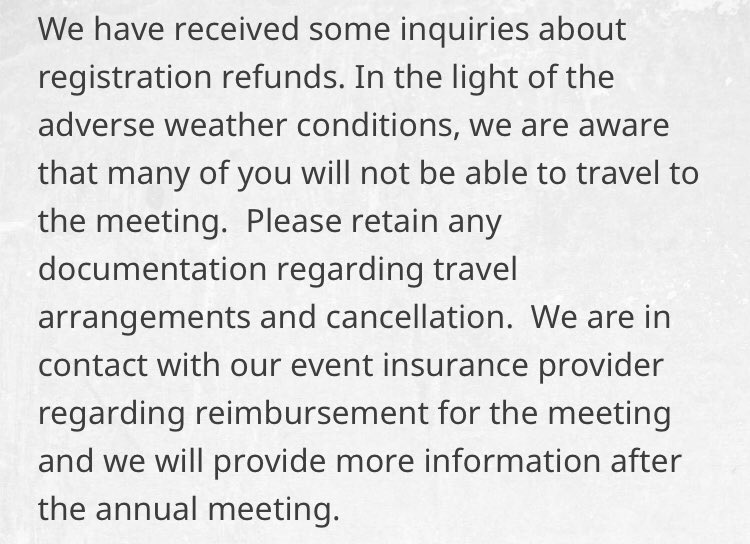 We have received some inquiries about
registration refunds. In the light of the
adverse weather conditions, we are aware
that many of you will not be able to travel to
the meeting.  Please retain any
documentation regarding travel
arrangements and cancellation.  We are in
contact with our event insurance provider
regarding reimbursement for the meeting
and we will provide more information after
the annual meeting.